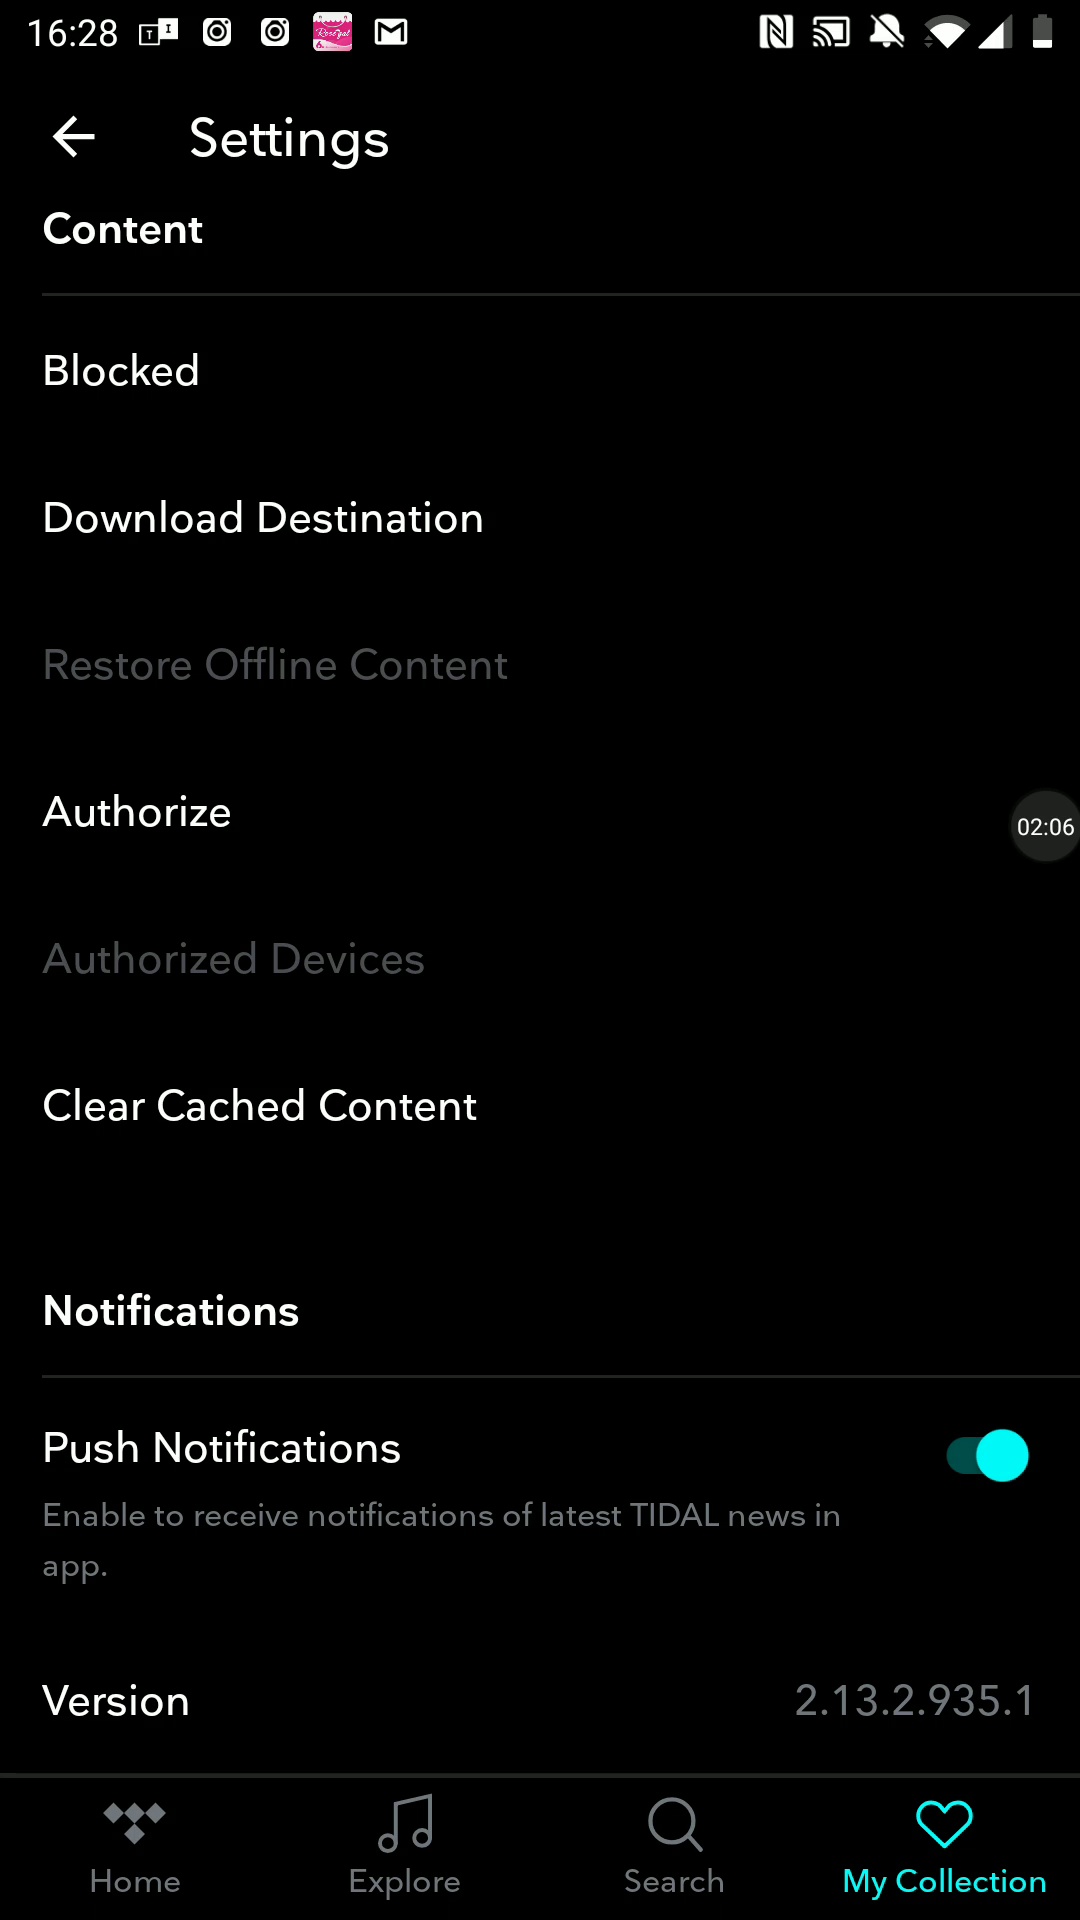 16:28
Settings
Content
Blocked
Download Destination
Restore Offline Content
Authorize
02:06
Authorized Devices
Clear Cached Content
Notifications
Push Notifications
Enable to receive notifications of latest TIDAL news in
app.
Version 2.13.2.935.1
Home Explore Search My Collection